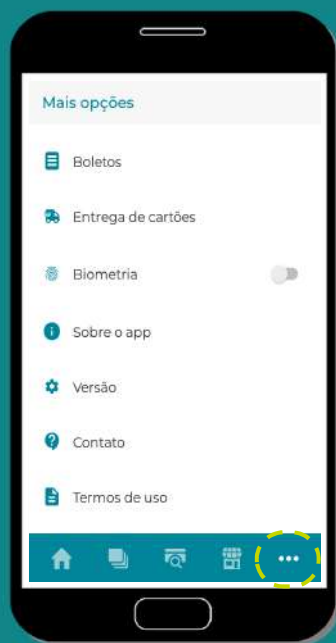 Mais opções
Boletos
Entrega de cartões
Biometria
Sobre o app
Versão
Contato
Termos de uso